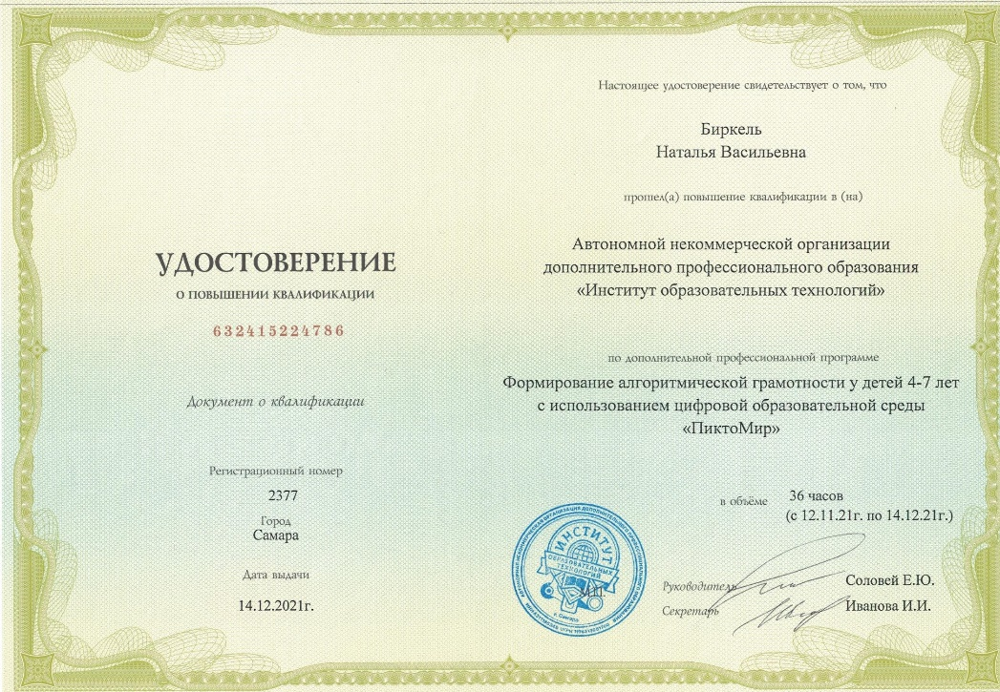 УДОСТОВЕРЕНИЕ
О ПОВЫШЕНИИ КВАЛИФИКАЦИИ
632415224786
Документ о квалификации
Регистрационный номер
2377
Город
Самара
Дата выдачи
14.12.2021г.
Настоящее удостоверение свидетельствует о том, что
Биркель
Наталья Васильевна
прошел(а) повышение квалификации в (на)
Автономной некоммерческой организации
дополнительного профессионального образования
«Институт образовательных технологий»
по дополнительной профессиональной программе
Формирование алгоритмической грамотности у детей 4-7 лет
с использованием цифровой образовательной среды
«ПиктоМир»
в объёме 36 часов
(с 12.11.21г. по 14.12.21г.)
ИНСТИТУТ
ОБРАЗОВАТЕЛЬНЫХ
ТЕХНОЛОГИЙ
г. Самара
М.П.
Руководитель Соловей Е.Ю.
Секретарь Иванова И.И.